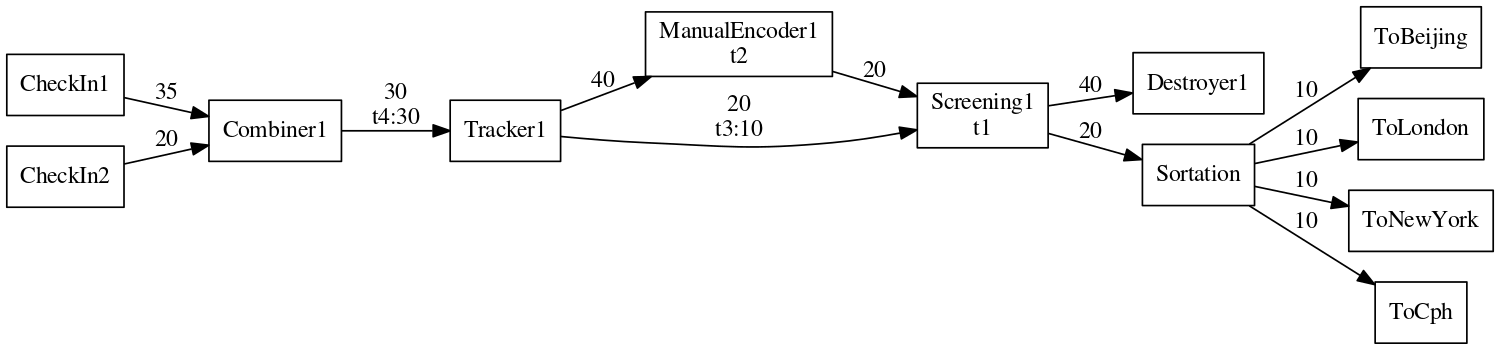 CheckIn1
35
CheckIn2
20
Combiner1
30
t4:30
Tracker1
40
ManualEncoder1
t2
20
20
t3:10
Screening1
t1
40
Destroyer1
20
Sortation
10
ToBeijing
10
ToLondon
10
ToNewYork
10
ToCph